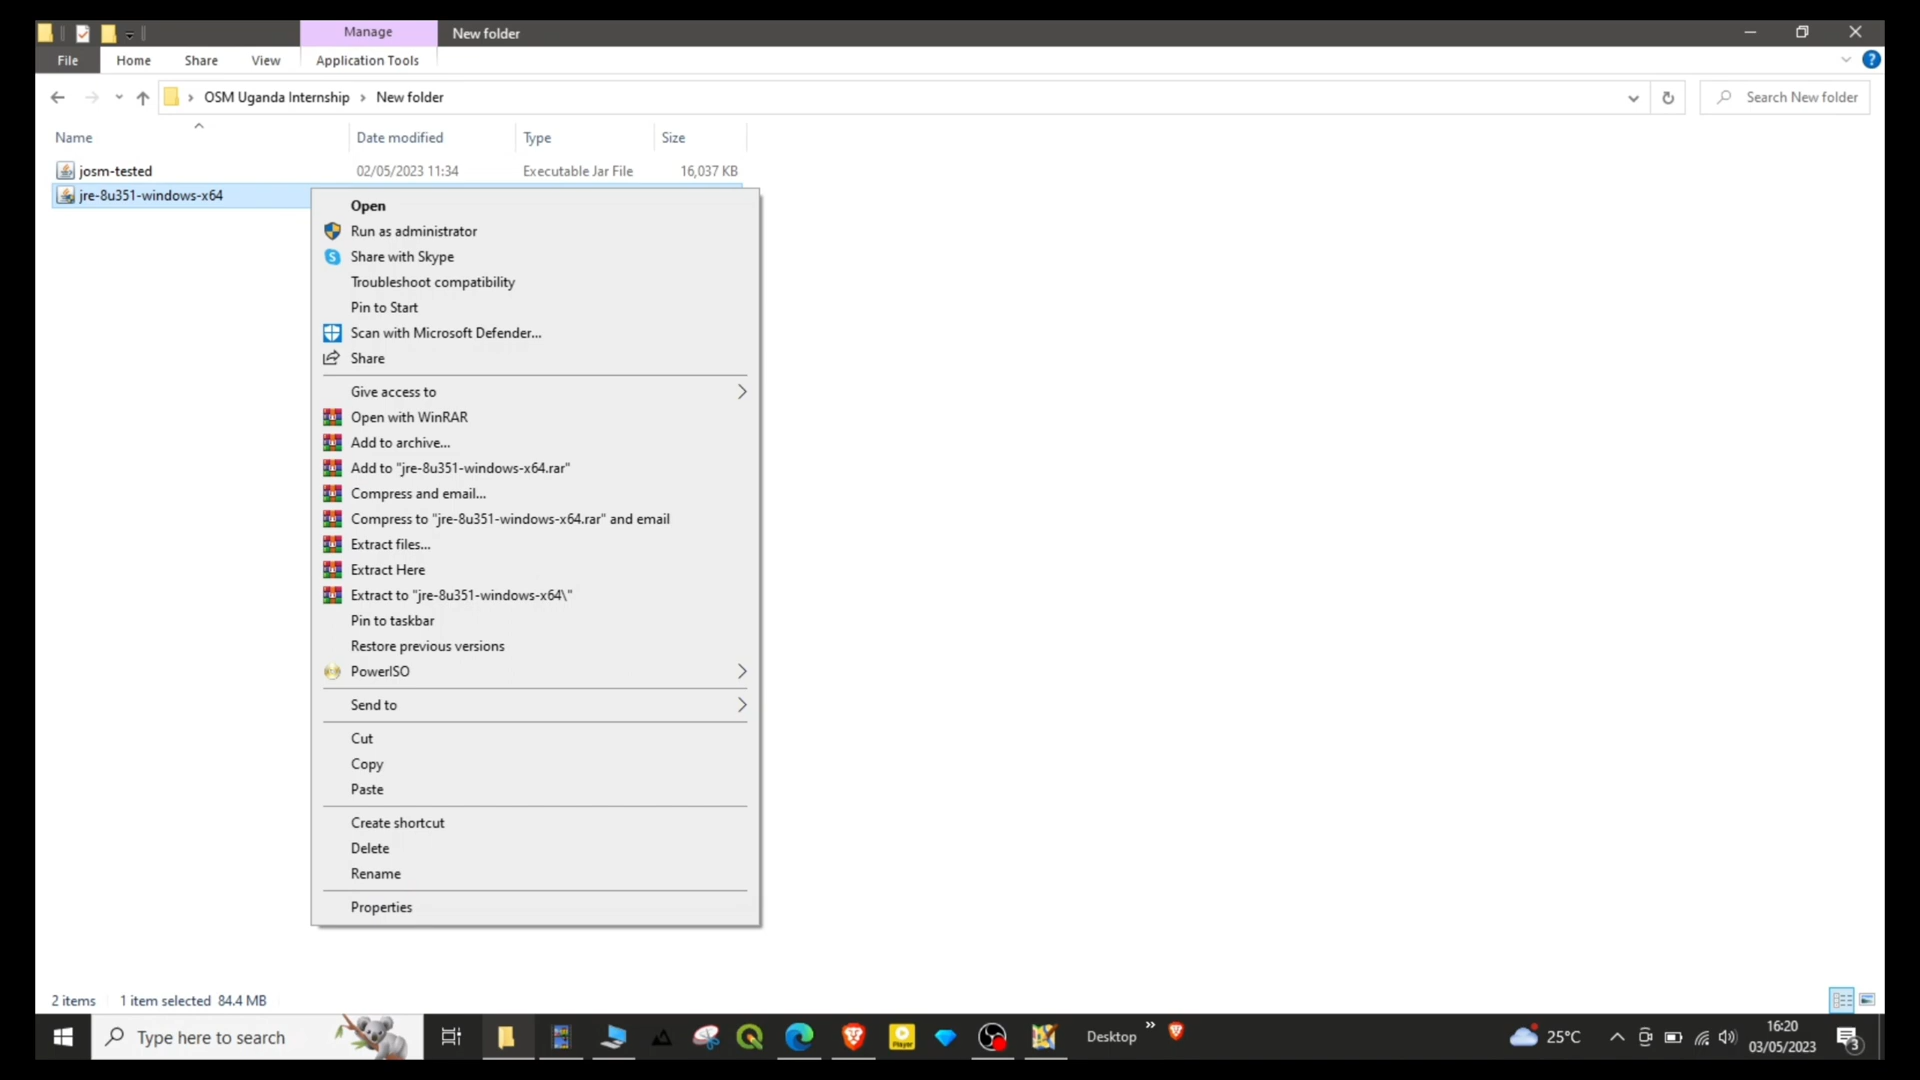 Manage
New folder
File
Home
Share
View
Application Tools
?
OSM Uganda Internship
New folder
Search New folder
Name
Date modified
Type
Size
josm-tested
02/05/2023 11:34
Executable Jar File
16,037 KB
jre-8u351-windows-x64
Open
Run as administrator
Share with Skype
Troubleshoot compatibility
Pin to Start
Scan with Microsoft Defender...
Share
Give access to
Open with WinRAR
Add to archive...
Add to "jre-8u351-windows-x64.rar"
Compress and email...
Compress to "jre-8u351-windows-x64.rar" and email
Extract files...
Extract Here
Extract to "jre-8u351-windows-x64\"
Pin to taskbar
Restore previous versions
PowerISO
Send to
Cut
Copy
Paste
Create shortcut
Delete
Rename
Properties
2 items
1 item selected 84.4 MB
Type here to search
Player
Desktop
25°C
16:20
03/05/2023
3